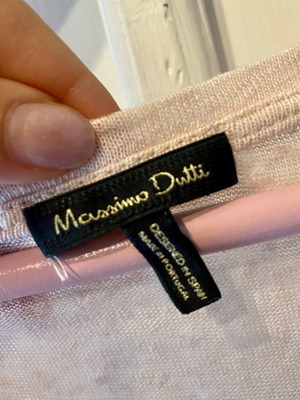 Massimo Dutti
DESIGNED IN SPAIN
MADE IN PORTUGAL